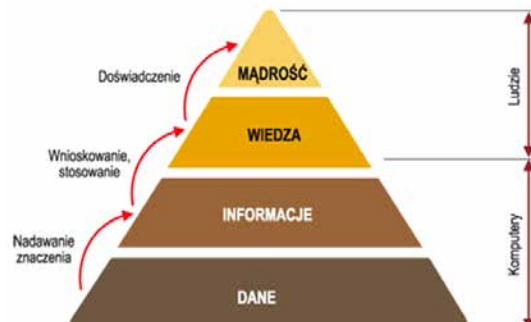 Doświadczenie
MĄDROŚĆ
Ludzie
Wnioskowanie,
stosowanie
WIEDZA
Nadawanie
znaczenia
INFORMACJE
Komputery
DANE